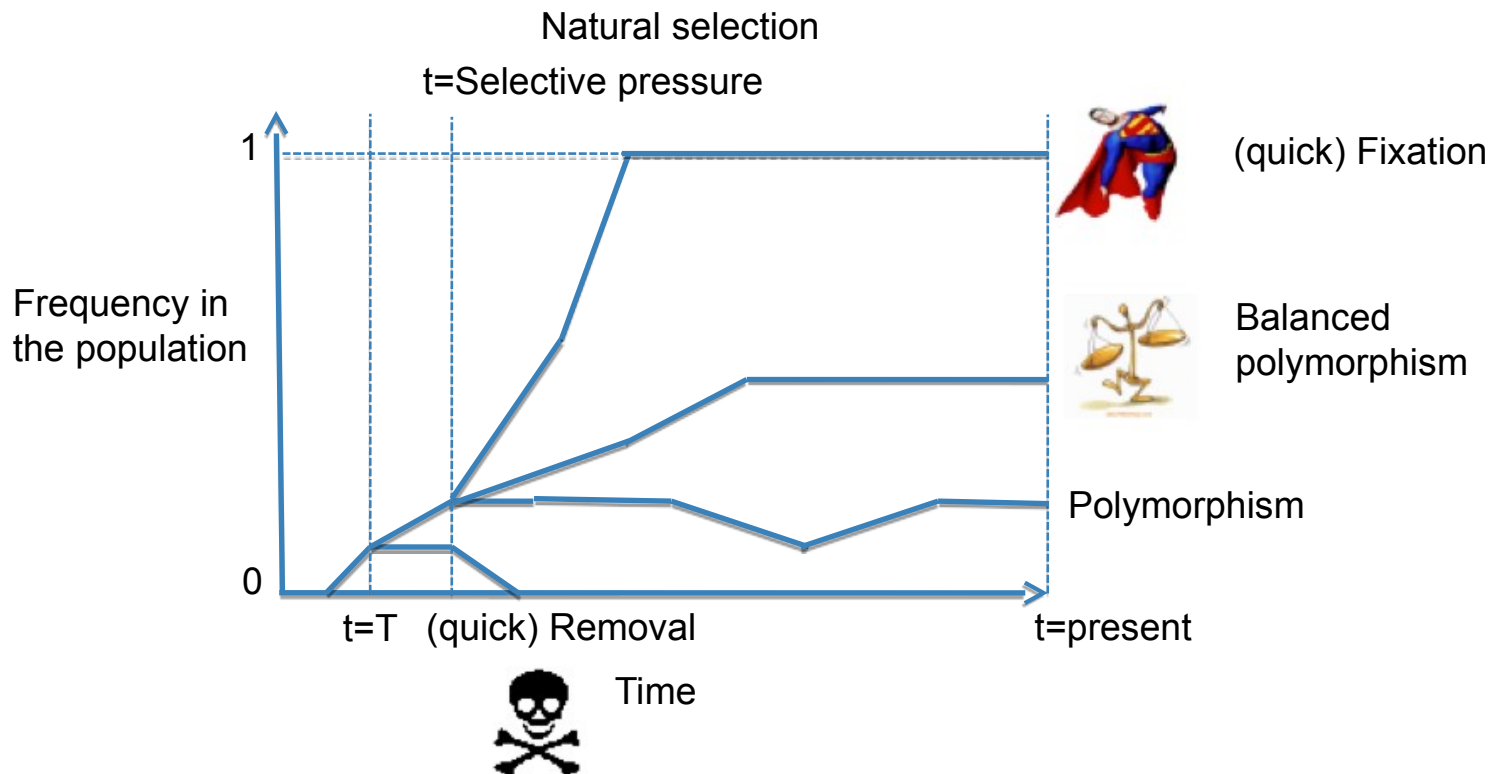 Natural selection
t=Selective pressure
1
(quick) Fixation
Frequency in
the population
Balanced
polymorphism
Polymorphism
0
t=T
(quick) Removal
t=present
Time